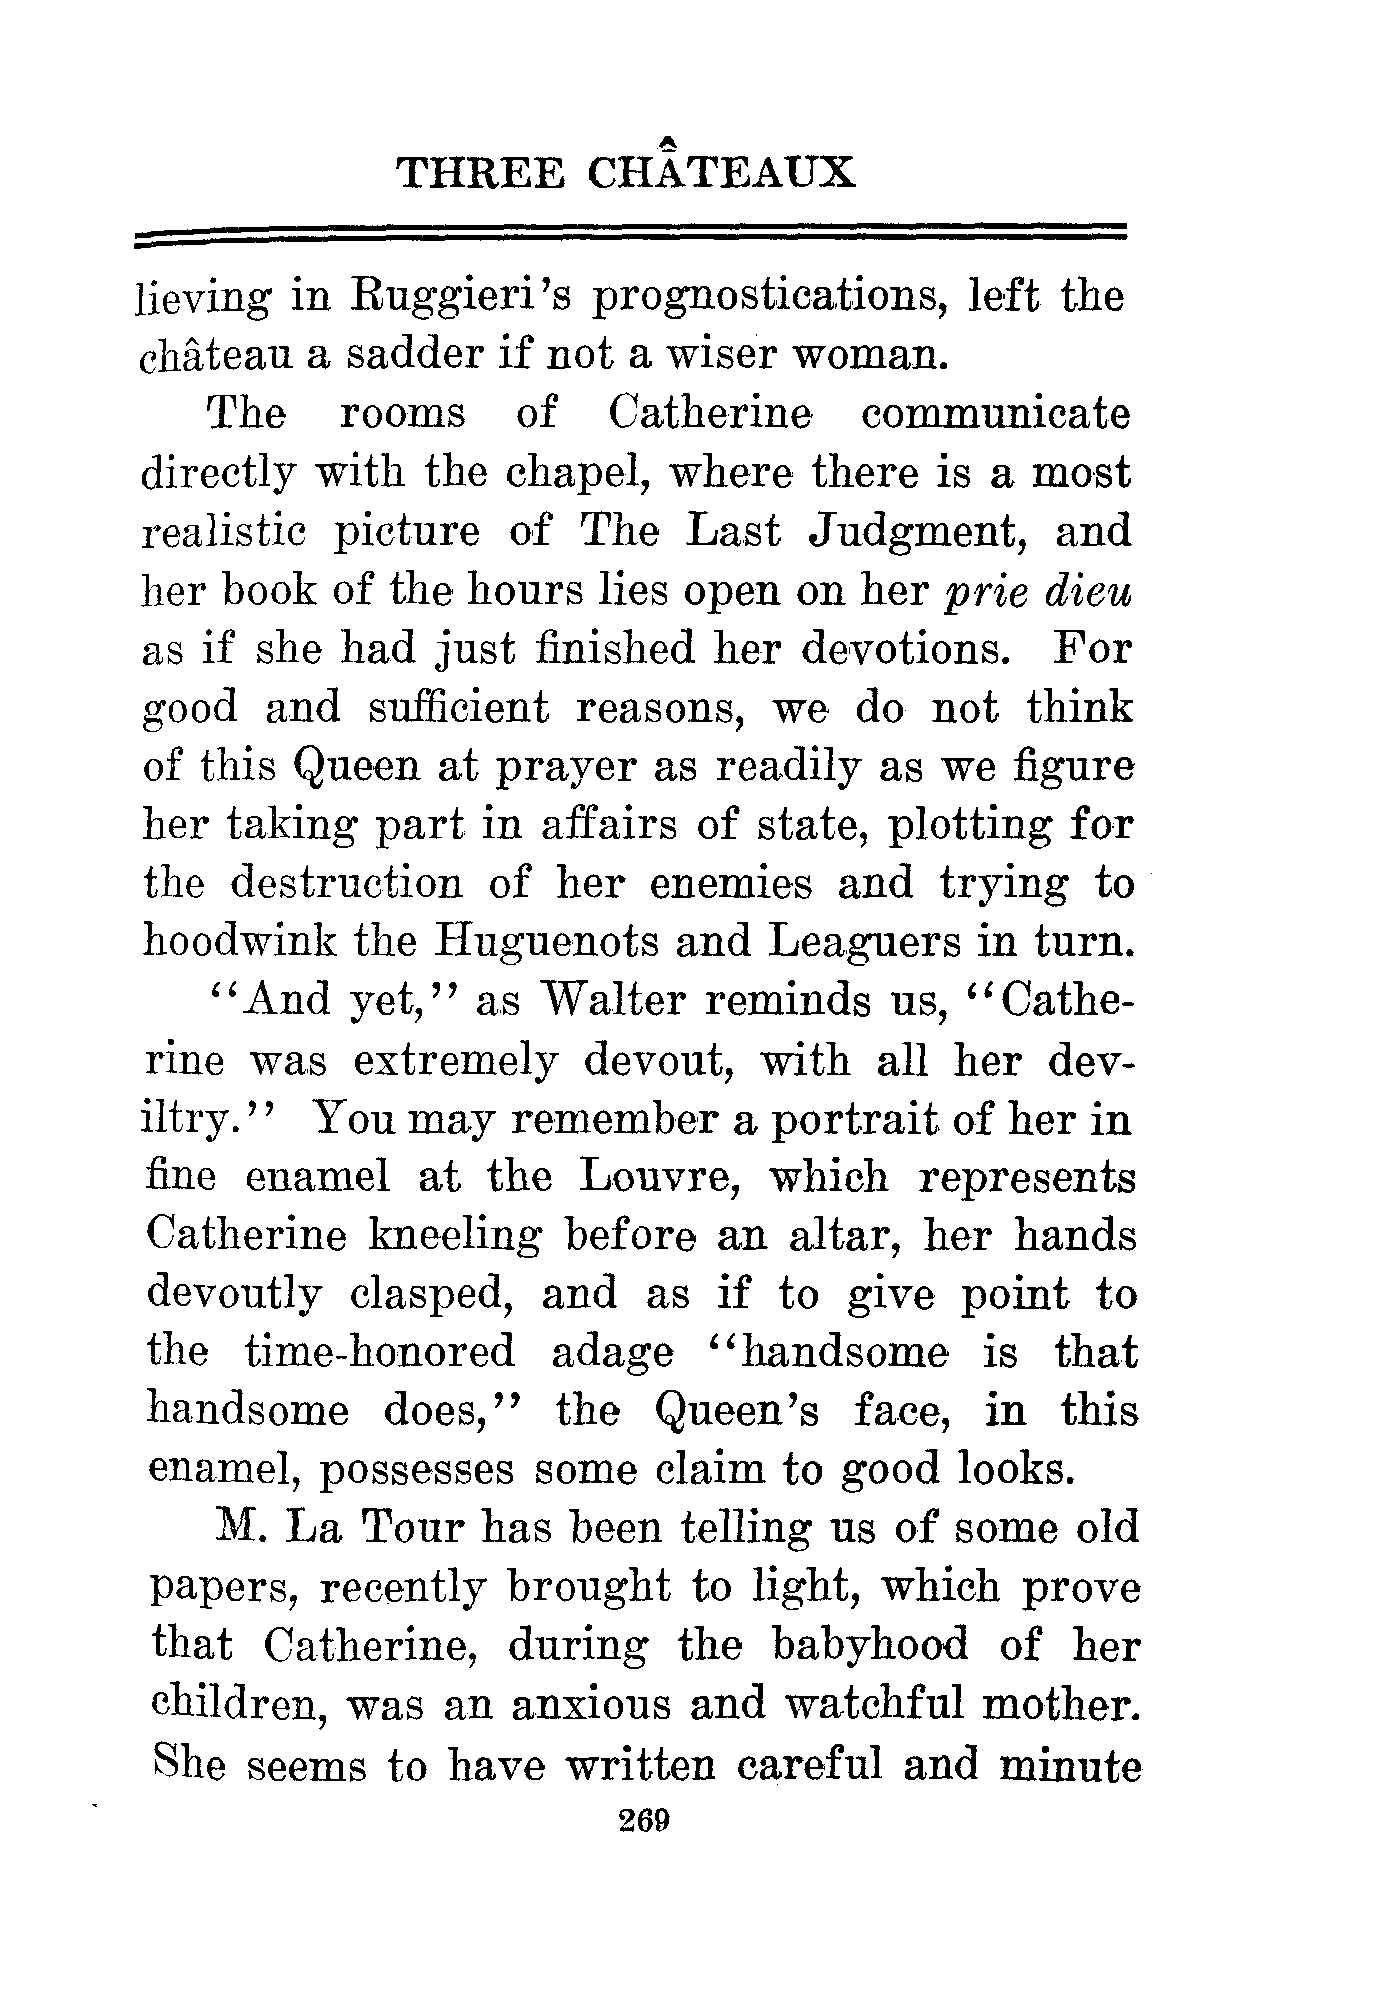 THREE CHÂTEAUX
lieving in Ruggieri's prognostications, left the
château a sadder if not a wiser woman.
The rooms of Catherine communicate
directly with the chapel, where there is a most
realistic picture of The Last Judgment, and
her book of the hours lies open on her prie dieu
as if she had just finished her devotions. For
good and sufficient reasons, we do not think
of this Queen at prayer as readily as we figure
her taking part in affairs of state, plotting for
the destruction of her enemies and trying to
hoodwink the Huguenots and Leaguers in turn.
"And yet," as Walter reminds us, "Cathe-
rine was extremely devout, with all her dev-
iltry." You may remember a portrait of her in
fine enamel at the Louvre, which represents
Catherine kneeling before an altar, her hands
devoutly clasped, and as if to give point to
the time-honored adage "handsome is that
handsome does," the Queen's face, in this
enamel, possesses some claim to good looks.
M. La Tour has been telling us of some old
papers, recently brought to light, which prove
that Catherine, during the babyhood of her
children, was an anxious and watchful mother.
She seems to have written careful and minute
269